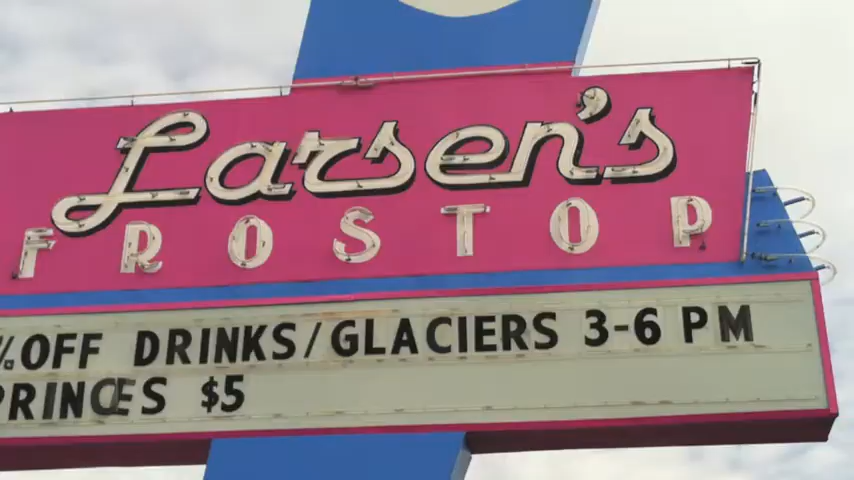 Larsen's
FROSTOP
%OFF DRINKS/GLACIERS 3-6 PM
PRINCES $5